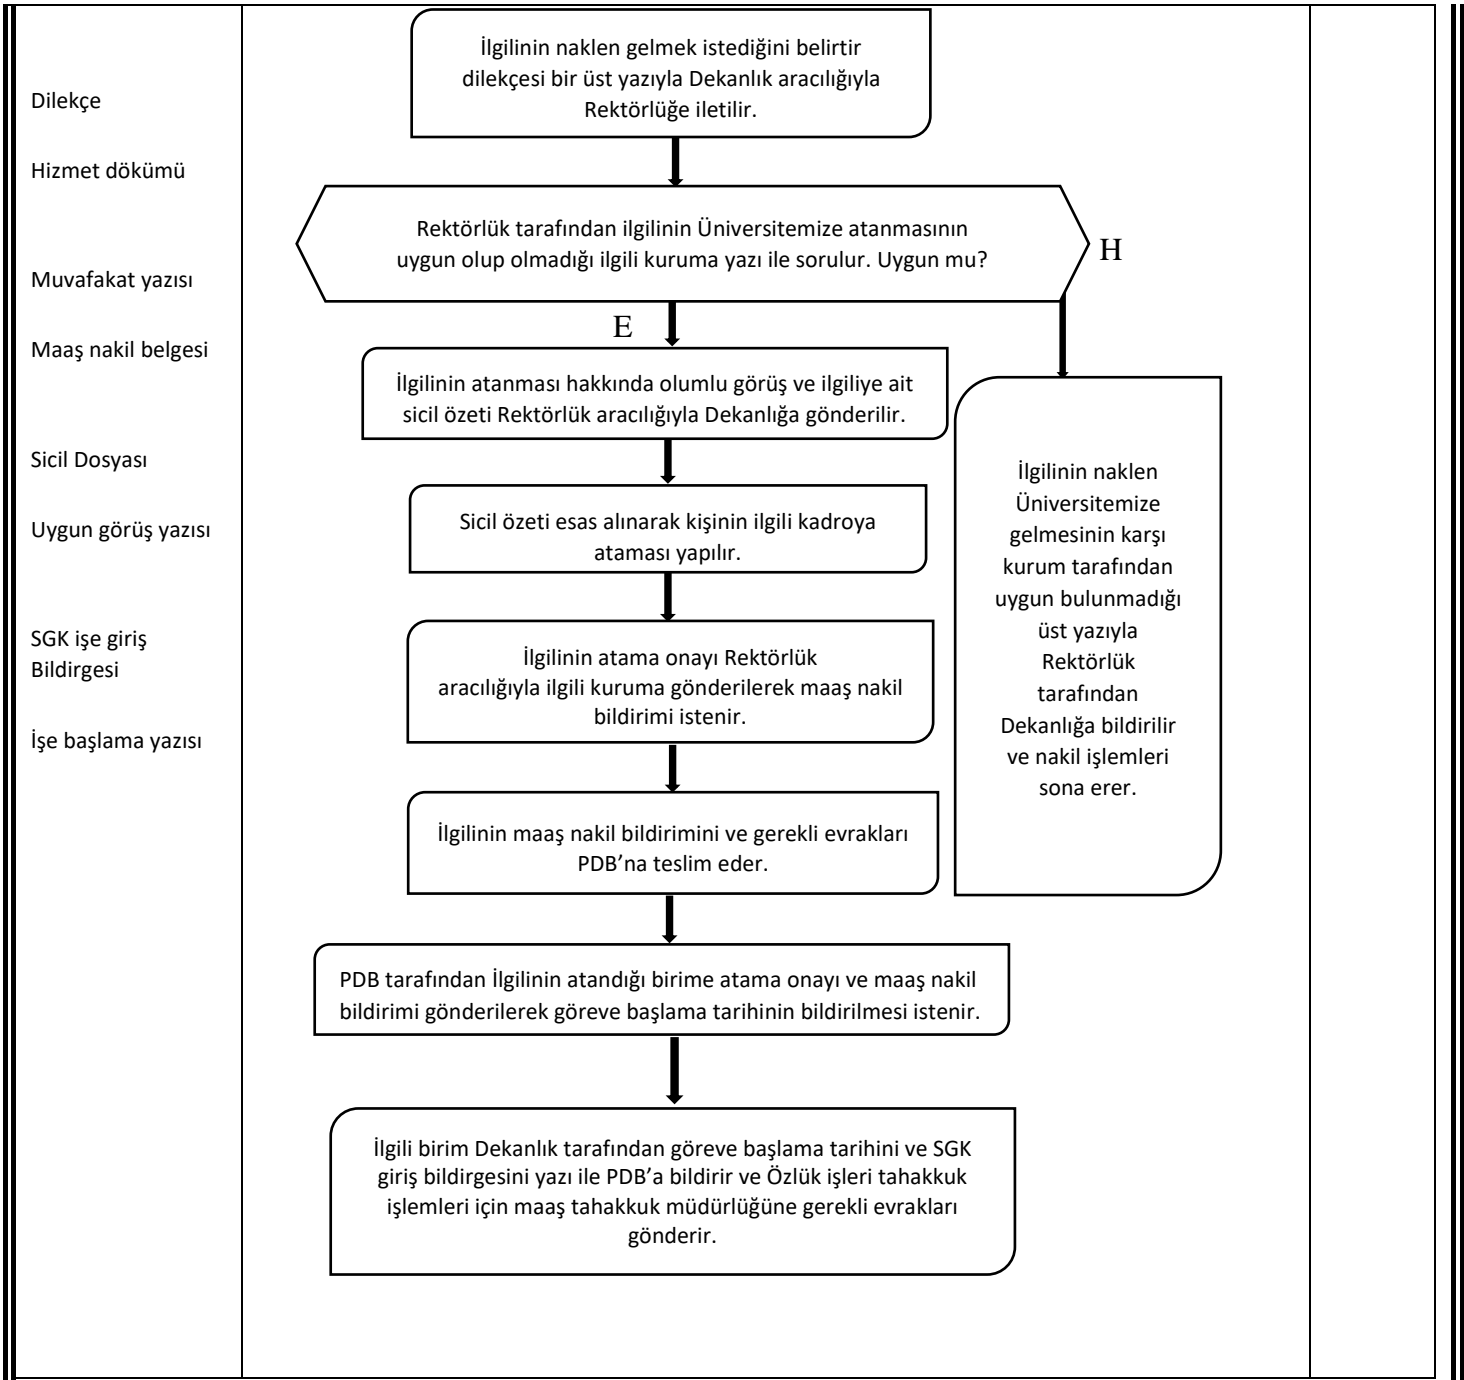 Dilekçe
Hizmet dökümü
Muvafakat yazısı
Maaş nakil belgesi
Sicil Dosyası
Uygun görüş yazısı
SGK işe giriş
Bildirgesi
İşe başlama yazısı
İlgilinin naklen gelmek istediğini belirtir
dilekçesi bir üst yazıyla Dekanlık aracılığıyla
Rektörlüğe iletilir.
Rektörlük tarafından ilgilinin Üniversitemize atanmasının
uygun olup olmadığı ilgili kuruma yazı ile sorulur. Uygun mu?
H
E
İlgilinin atanması hakkında olumlu görüş ve ilgiliye ait
sicil özeti Rektörlük aracılığıyla Dekanlığa gönderilir.
Sicil özeti esas alınarak kişinin ilgili kadroya
ataması yapılır.
İlgilinin atama onayı Rektörlük
aracılığıyla ilgili kuruma gönderilerek maaş nakil
bildirimi istenir.
İlgilinin maaş nakil bildirimini ve gerekli evrakları
PDB’na teslim eder.
PDB tarafından İlgilinin atandığı birime atama onayı ve maaş nakil
bildirimi gönderilerek göreve başlama tarihinin bildirilmesi istenir.
İlgili birim Dekanlık tarafından göreve başlama tarihini ve SGK
giriş bildirgesini yazı ile PDB’a bildirir ve Özlük işleri tahakkuk
işlemleri için maaş tahakkuk müdürlüğüne gerekli evrakları
gönderir.
İlgilinin naklen
Üniversitemize
gelmesinin karşı
kurum tarafından
uygun bulunmadığı
üst yazıyla
Rektörlük
tarafından
Dekanlığa bildirilir
ve nakil işlemleri
sona erer.